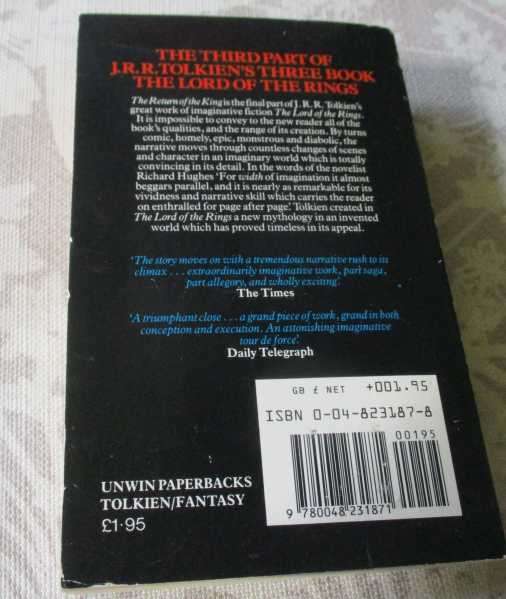 THE THIRD PART OF
J.R.R.TOLKIEN'S THREE BOOK
THE LORD OF THE RINGS
The Return of the King is the final part of J. R. R. Tolkien's
great work of imaginative fiction The Lord of the Rings.
It is impossible to convey to the new reader all of the
book's qualities, and the range of its creation. By turns
comic, homely, epic, monstrous and diabolic, the
narrative moves through countless changes of scenes
and character in an imaginary world which is totally
convincing in its detail. In the words of the novelist
Richard Hughes 'For width of imagination it almost
beggars parallel, and it is nearly as remarkable for its
vividness and narrative skill which carries the reader
on enthralled for page after page'. Tolkien created in
The Lord of the Rings a new mythology in an invented
world which has proved timeless in its appeal.
'The story moves on with a tremendous narrative rush to its
climax . . . extraordinarily imaginative work, part saga,
part allegory, and wholly exciting'.
The Times
'A triumphant close . . . a grand piece of work, grand in both
conception and execution. An astonishing imaginative
tour de force'.
Daily Telegraph
GB £ NET +001.95
ISBN 0-04-823187-8
00195
9 780048 231871
UNWIN PAPERBACKS
TOLKIEN/FANTASY
£1·95